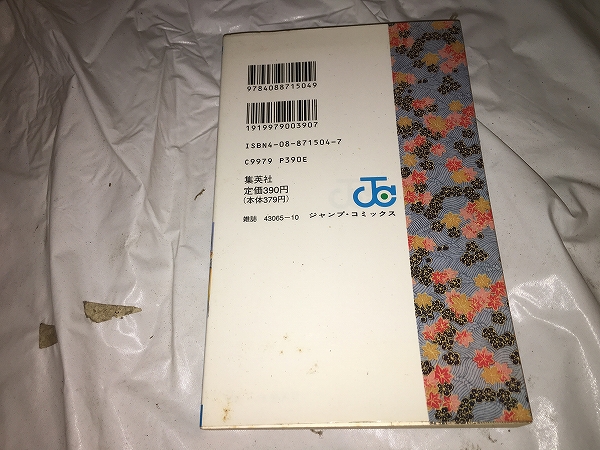 9784088715049
1919979003907
ISBN4-08-871504-7
C9979 P390E
集英社
定価390円
(本体379円)
雑誌 43065-10 ジャンプ・コミックス
JC